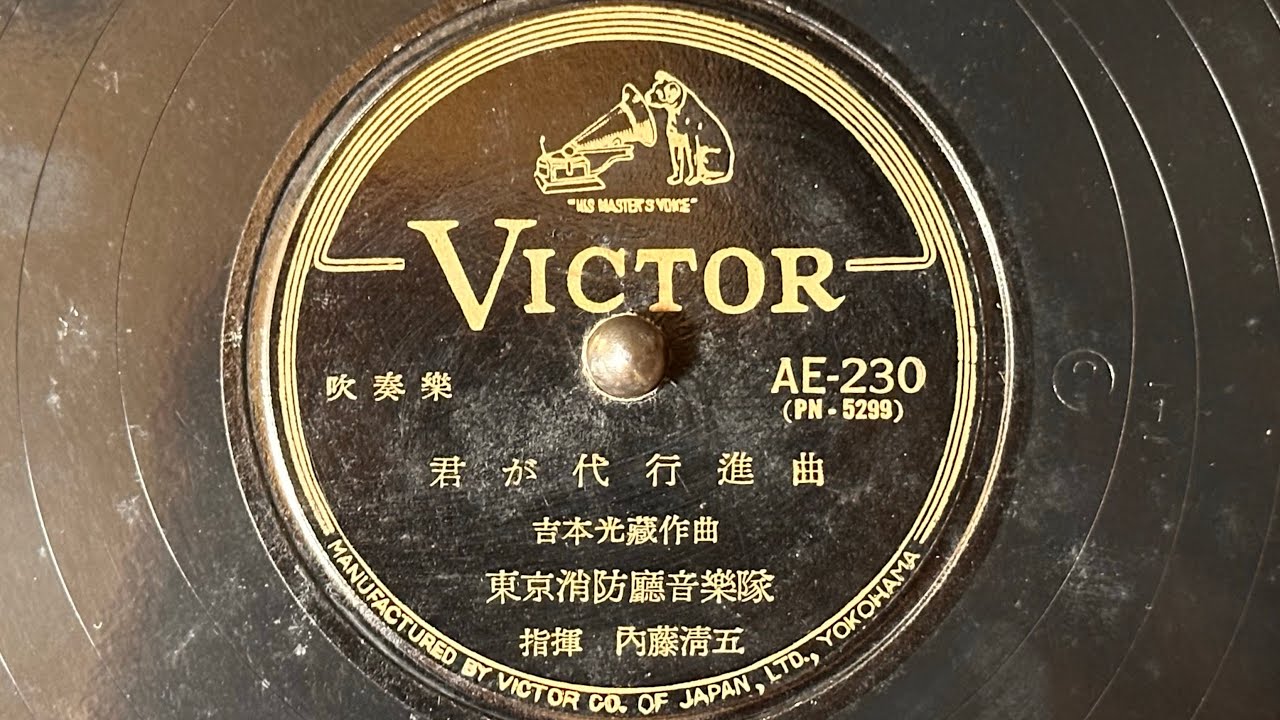 "HIS MASTER'S VOICE"
VICTOR
吹奏樂
AE-230
(PN-5299)
君が代行進曲
吉本光藏作曲
東京消防廳音樂隊
指揮 內藤淸五
MANUFACTURED BY VICTOR CO. OF JAPAN, LTD., YOKOHAMA